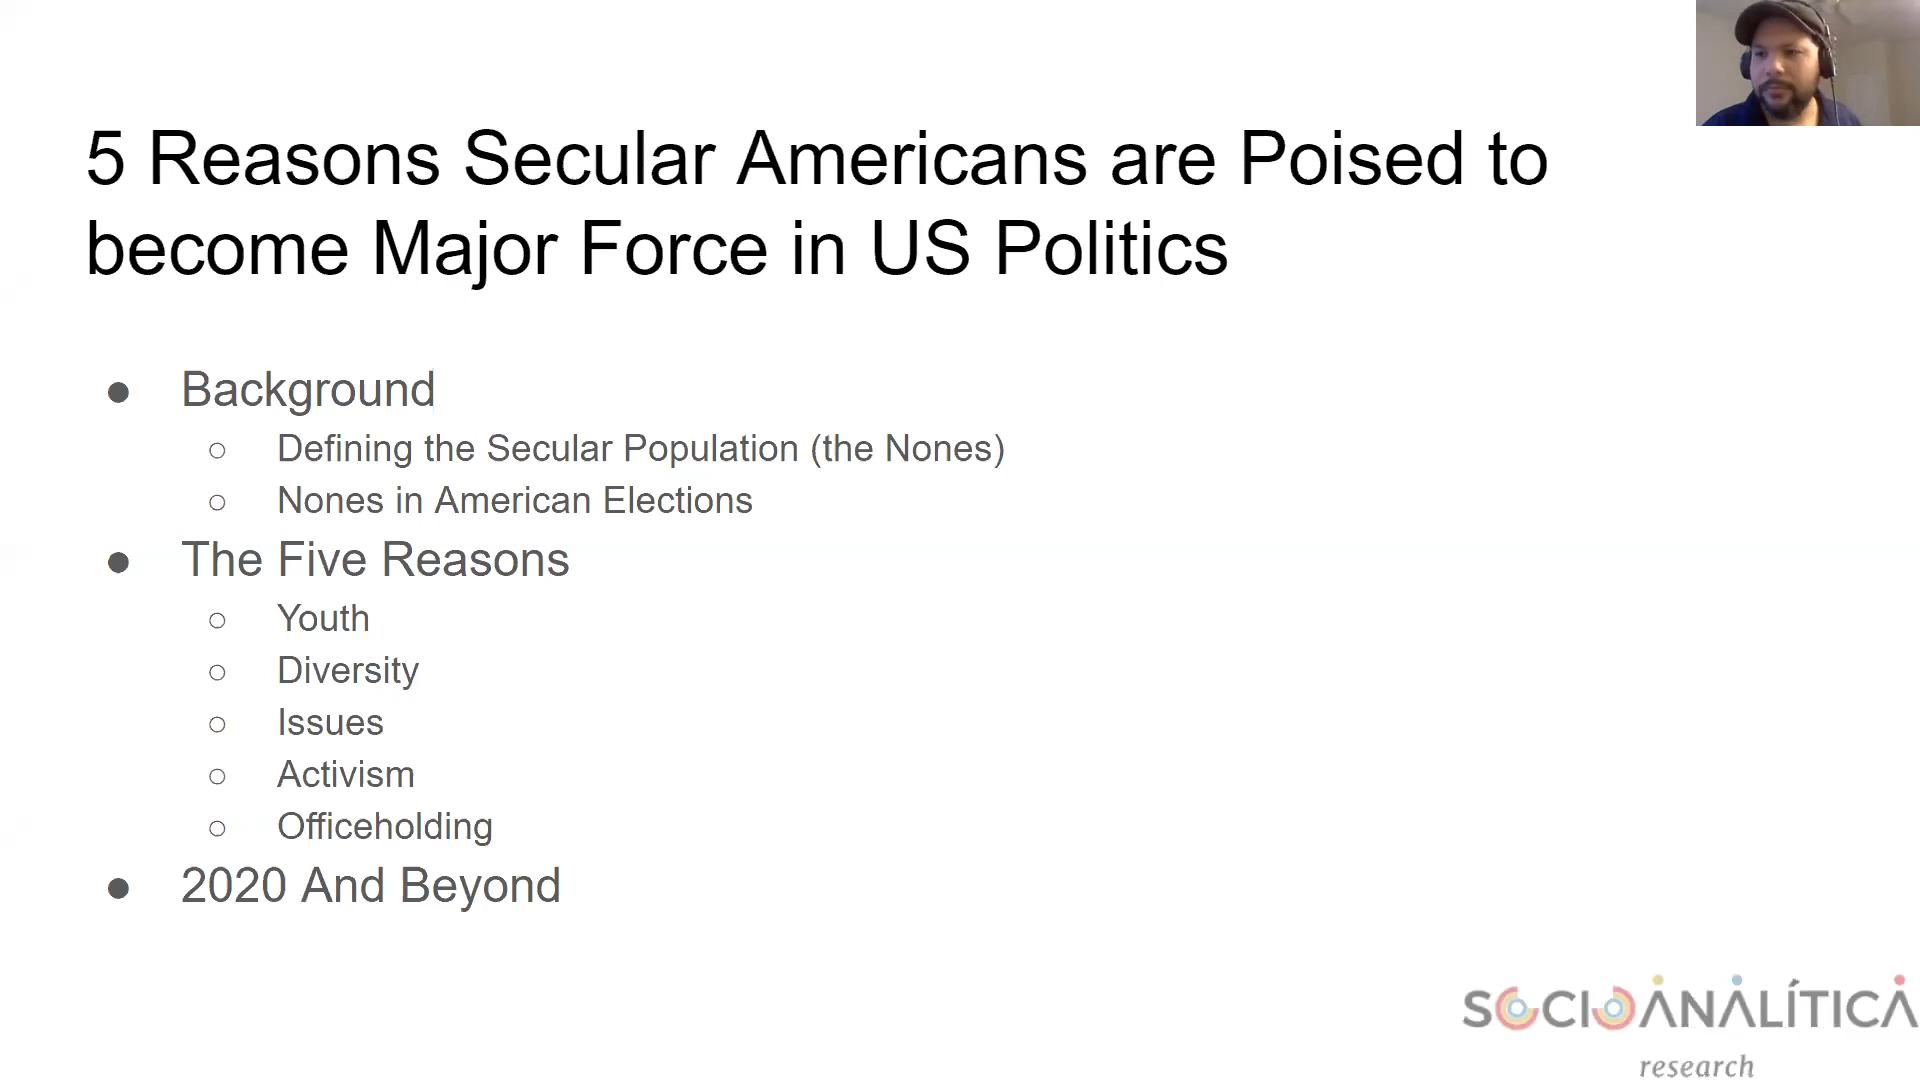 5 Reasons Secular Americans are Poised to
become Major Force in US Politics
● Background
○ Defining the Secular Population (the Nones)
○ Nones in American Elections
● The Five Reasons
○ Youth
○ Diversity
○ Issues
○ Activism
○ Officeholding
● 2020 And Beyond
SOCIOANALÍTICA
research